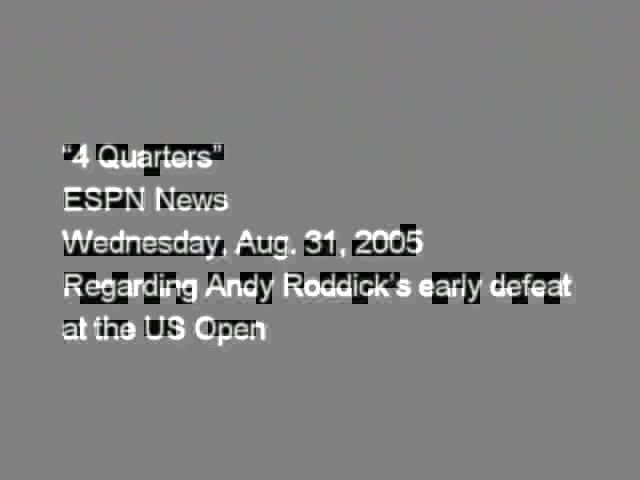 “4 Quarters”
ESPN News
Wednesday, Aug. 31, 2005
Regarding Andy Roddick’s early defeat
at the US Open